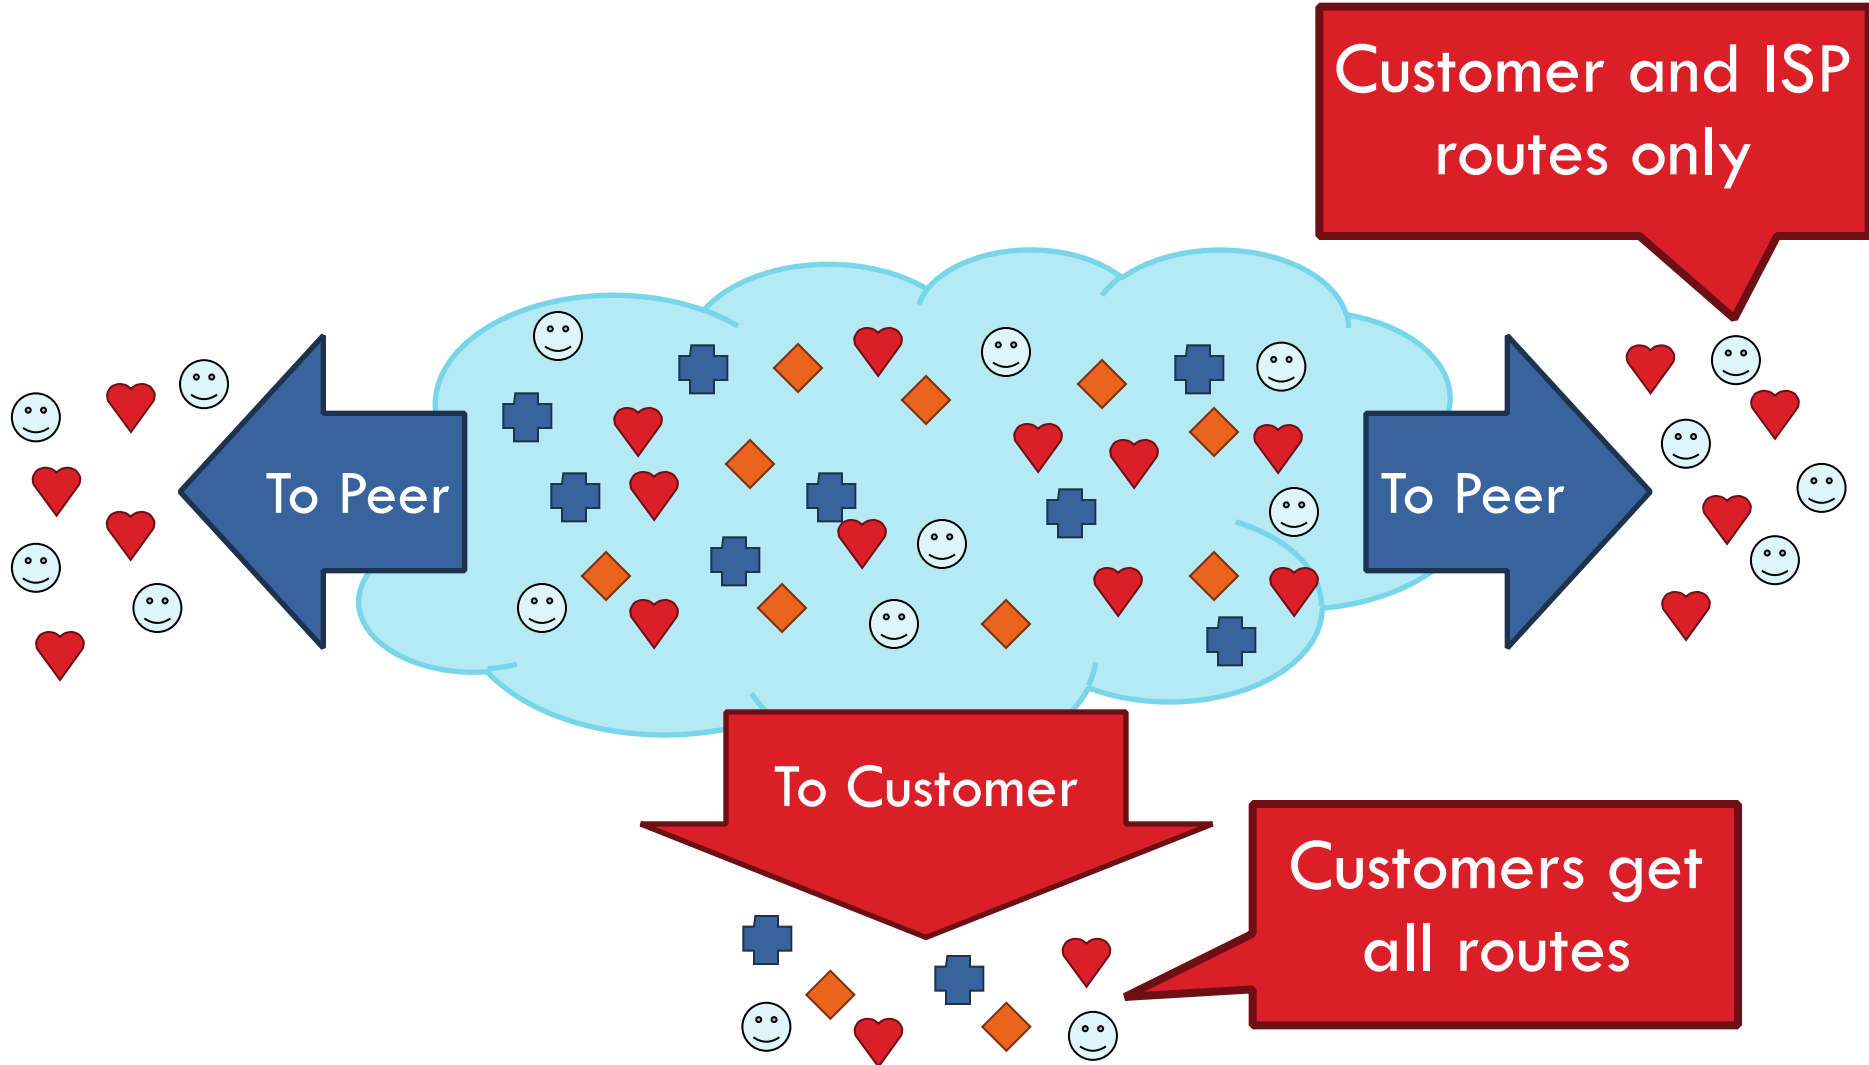 Customer and ISP
routes only
To Peer
To Peer
To Customer
Customers get
all routes